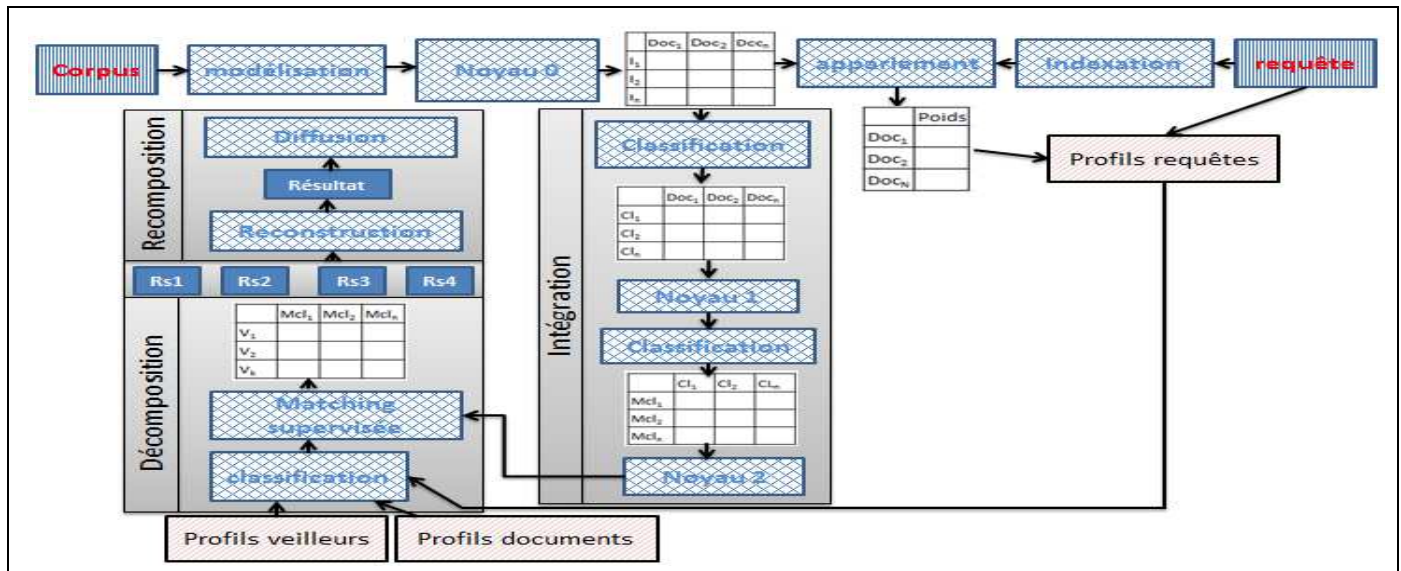 Corpus
modélisation
Noyau 0
Doc₁ Doc₂ Docₙ
I₁
I₂
Iₙ
appariement
Indexation
requête
Poids
Doc₁
Doc₂
Doc_N
Profils requêtes
Recomposition
Diffusion
Résultat
Reconstruction
Rs1 Rs2 Rs3 Rs4
Décomposition
Mcl₁ Mcl₂ Mclₙ
V₁
V₂
Vₖ
Matching
supervisée
classification
Profils veilleurs
Profils documents
Intégration
Classification
Doc₁ Doc₂ Docₙ
Cl₁
Cl₂
Clₙ
Noyau 1
Classification
Cl₁ Cl₂ CLₙ
Mcl₁
Mcl₂
Mclₙ
Noyau 2